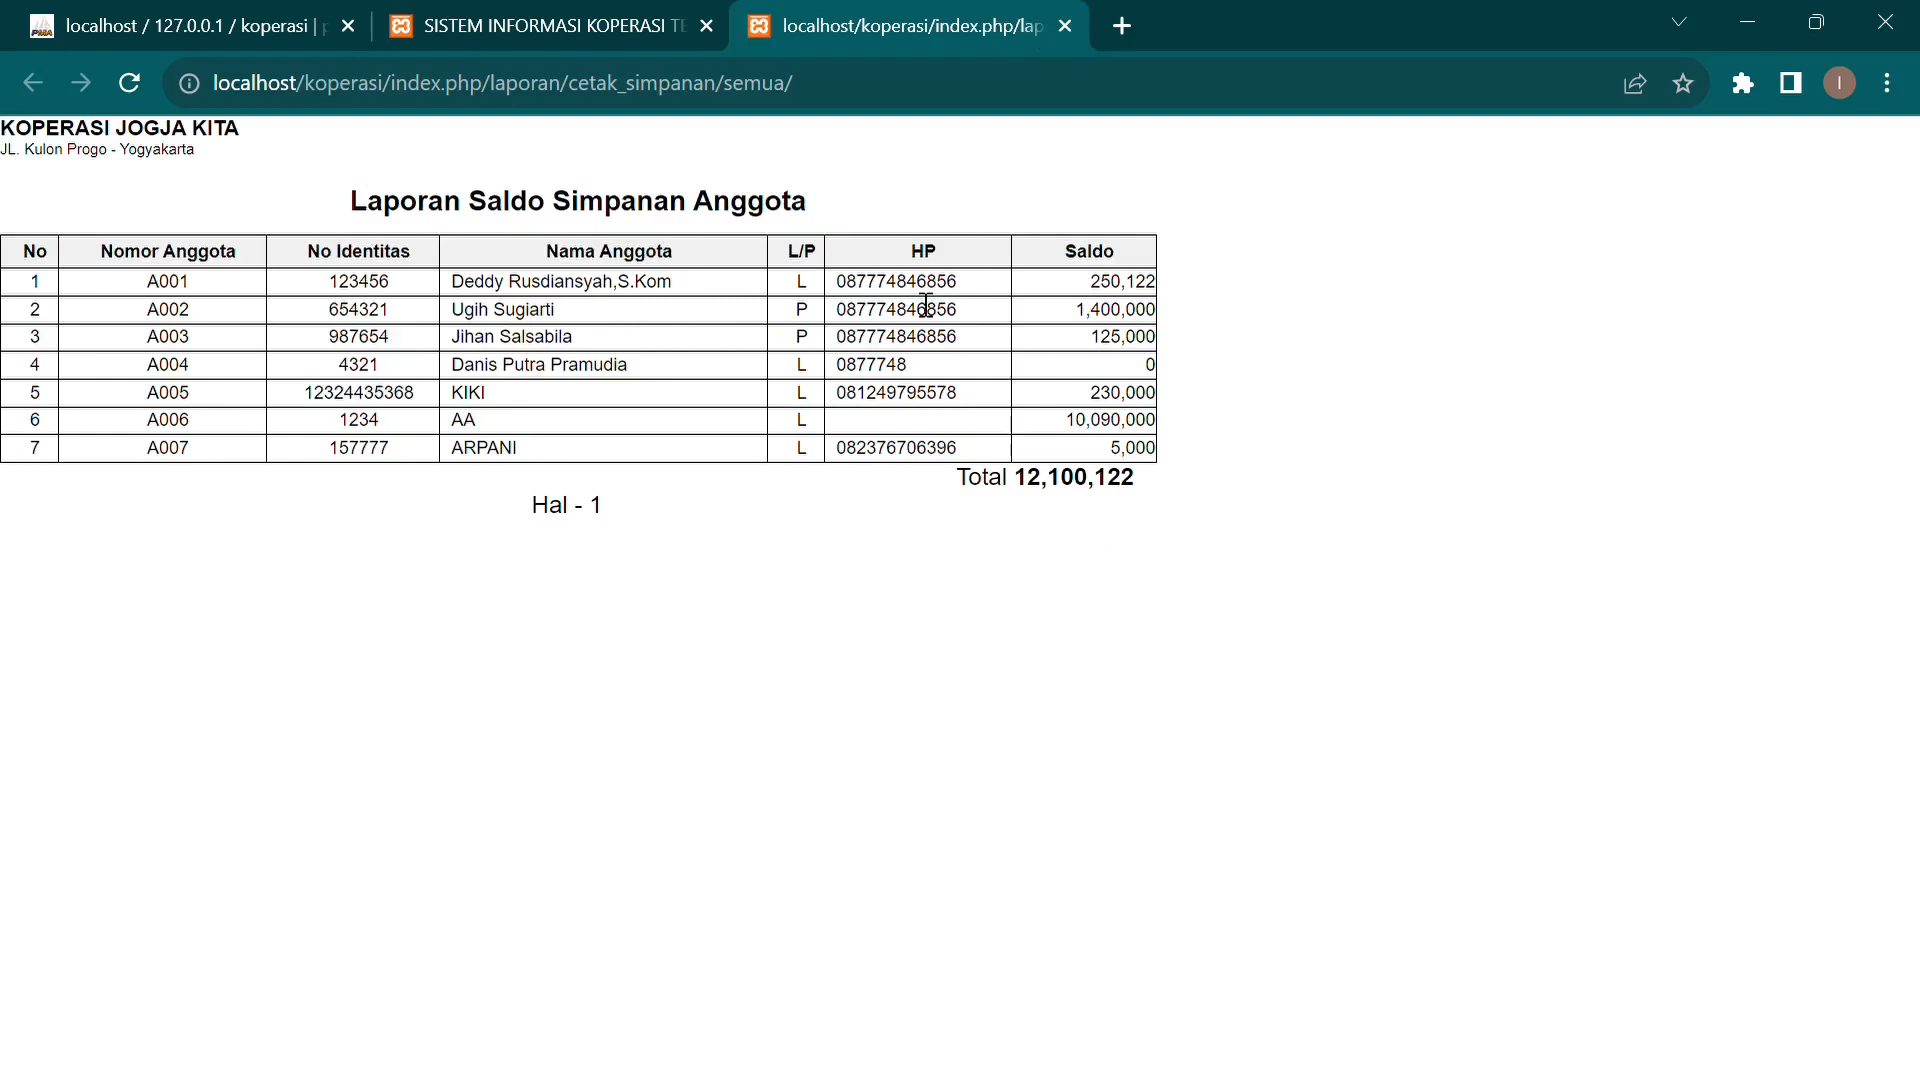 localhost / 127.0.0.1 / koperasi |
SISTEM INFORMASI KOPERASI TE
localhost/koperasi/index.php/lap
localhost/koperasi/index.php/laporan/cetak_simpanan/semua/
I
KOPERASI JOGJA KITA
JL. Kulon Progo - Yogyakarta
Laporan Saldo Simpanan Anggota
No Nomor Anggota No Identitas Nama Anggota L/P HP Saldo
1 A001 123456 Deddy Rusdiansyah,S.Kom L 087774846856 250,122
2 A002 654321 Ugih Sugiarti P 087774846856 1,400,000
3 A003 987654 Jihan Salsabila P 087774846856 125,000
4 A004 4321 Danis Putra Pramudia L 0877748 0
5 A005 12324435368 KIKI L 081249795578 230,000
6 A006 1234 AA L 10,090,000
7 A007 157777 ARPANI L 082376706396 5,000
Total 12,100,122
Hal - 1